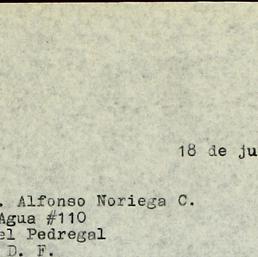 18 de ju
. Alfonso Noriega C.
Agua #110
el Pedregal
D. F.